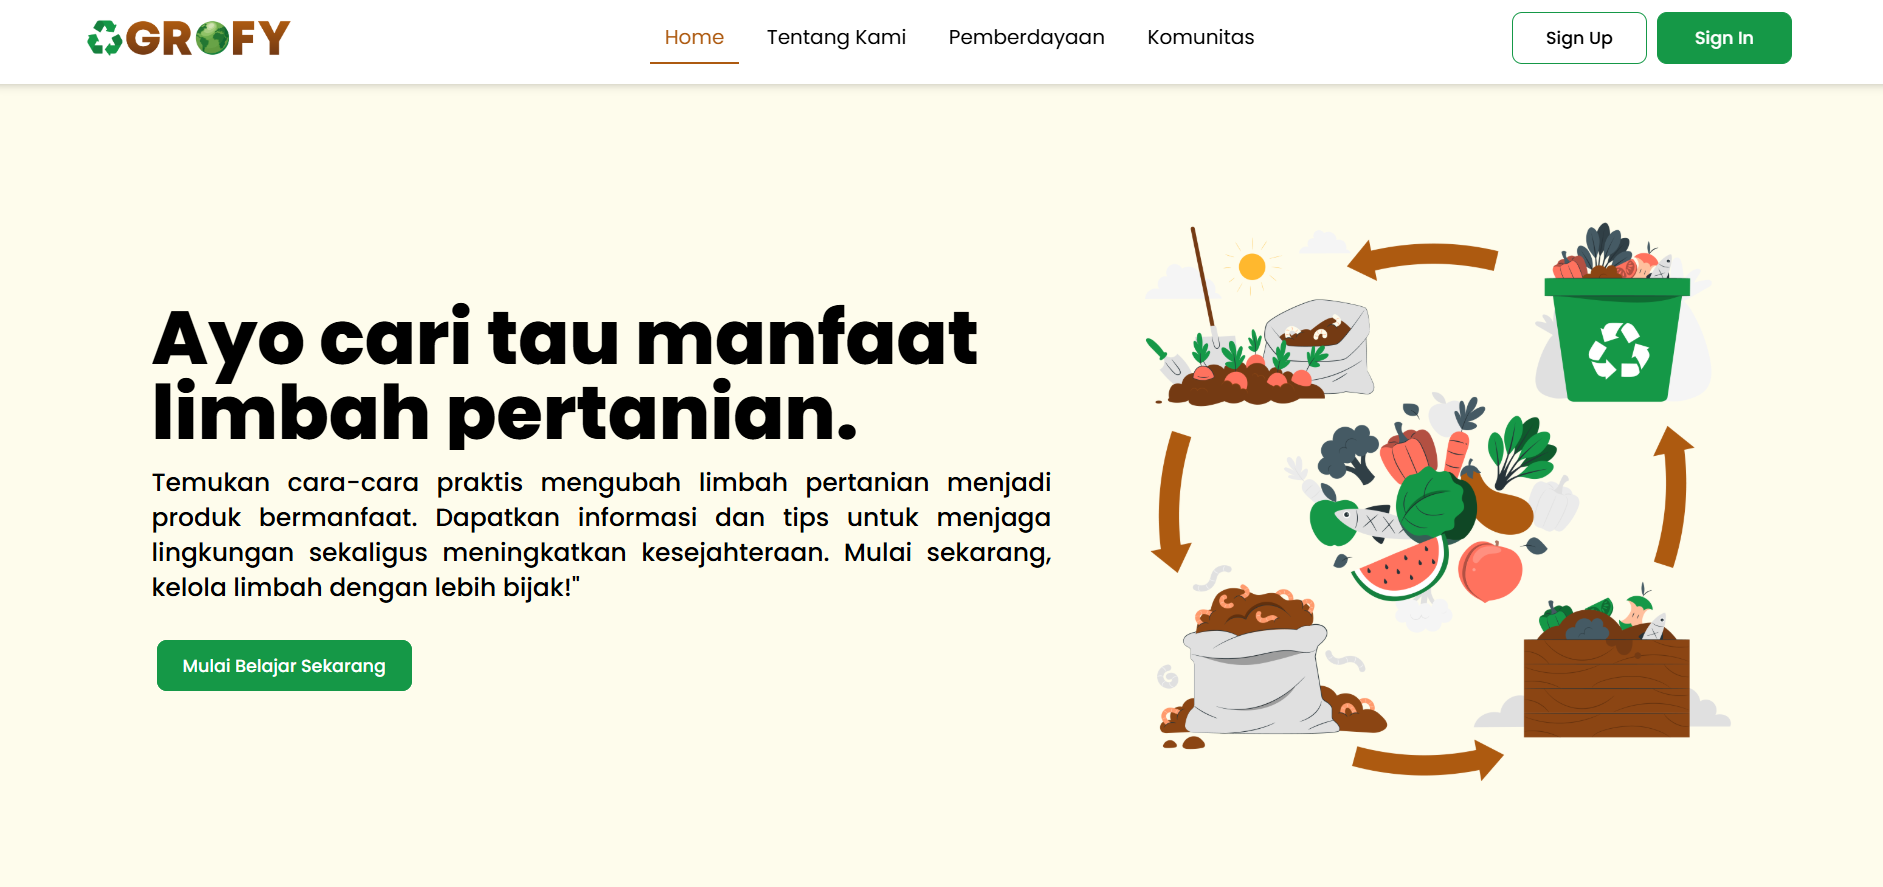 AGROFY
Home
Tentang Kami
Pemberdayaan
Komunitas
Sign Up
Sign In
Ayo cari tau manfaat
limbah pertanian.
Temukan cara-cara praktis mengubah limbah pertanian menjadi
produk bermanfaat. Dapatkan informasi dan tips untuk menjaga
lingkungan sekaligus meningkatkan kesejahteraan. Mulai sekarang,
kelola limbah dengan lebih bijak!"
Mulai Belajar Sekarang